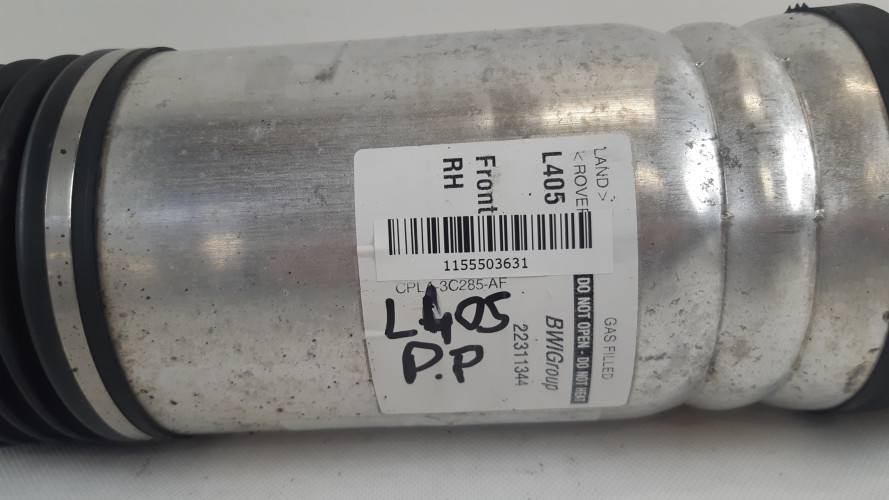 LAND>
<ROVER
L405
Front
RH
1155503631
CPLA-3C285-AF
DO NOT OPEN - DO NOT HEAT
GAS FILLED
BWIGroup
22311344
L405
D.P